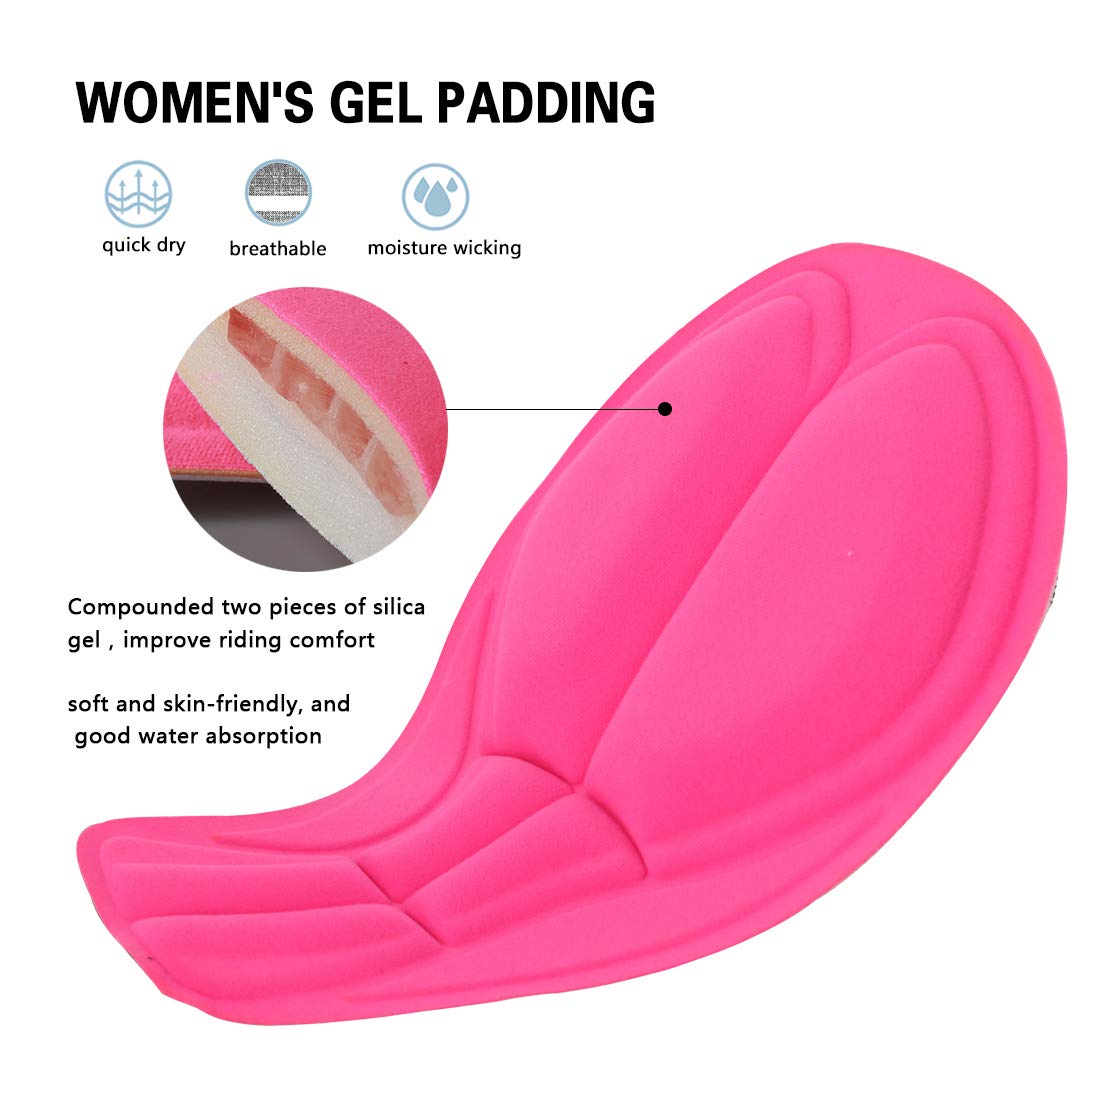 WOMEN'S GEL PADDING
quick dry
breathable
moisture wicking
Compounded two pieces of silica
gel , improve riding comfort
soft and skin-friendly, and
good water absorption